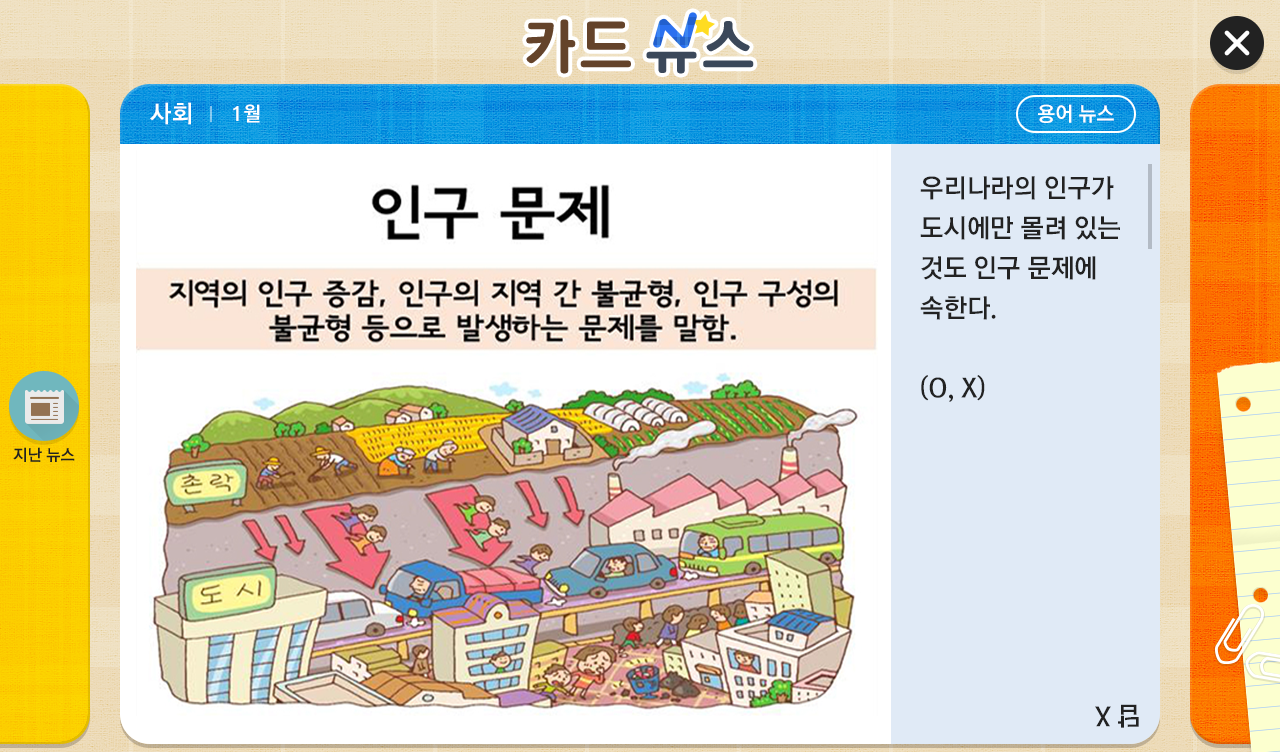 카드 뉴스
사회 | 1월
용어 뉴스
인구 문제
지역의 인구 증감, 인구의 지역 간 불균형, 인구 구성의
불균형 등으로 발생하는 문제를 말함.
촌락
도시
우리나라의 인구가
도시에만 몰려 있는
것도 인구 문제에
속한다.
(O, X)
답 X
지난 뉴스